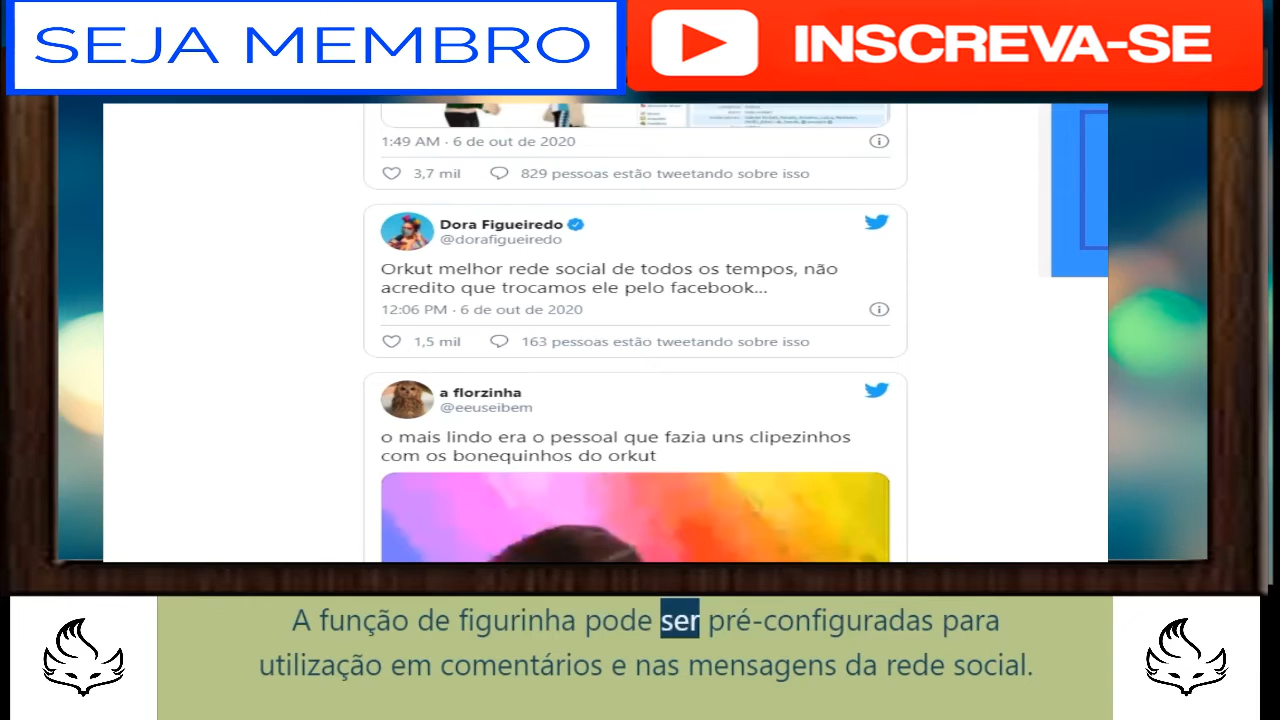 SEJA MEMBRO
INSCREVA-SE
1:49 AM · 6 de out de 2020
3,7 mil 829 pessoas estão tweetando sobre isso
Dora Figueiredo
@dorafigueiredo
Orkut melhor rede social de todos os tempos, não
acredito que trocamos ele pelo facebook...
12:06 PM · 6 de out de 2020
1,5 mil 163 pessoas estão tweetando sobre isso
a florzinha
@eeuseibem
o mais lindo era o pessoal que fazia uns clipezinhos
com os bonequinhos do orkut
A função de figurinha pode ser pré-configuradas para
utilização em comentários e nas mensagens da rede social.